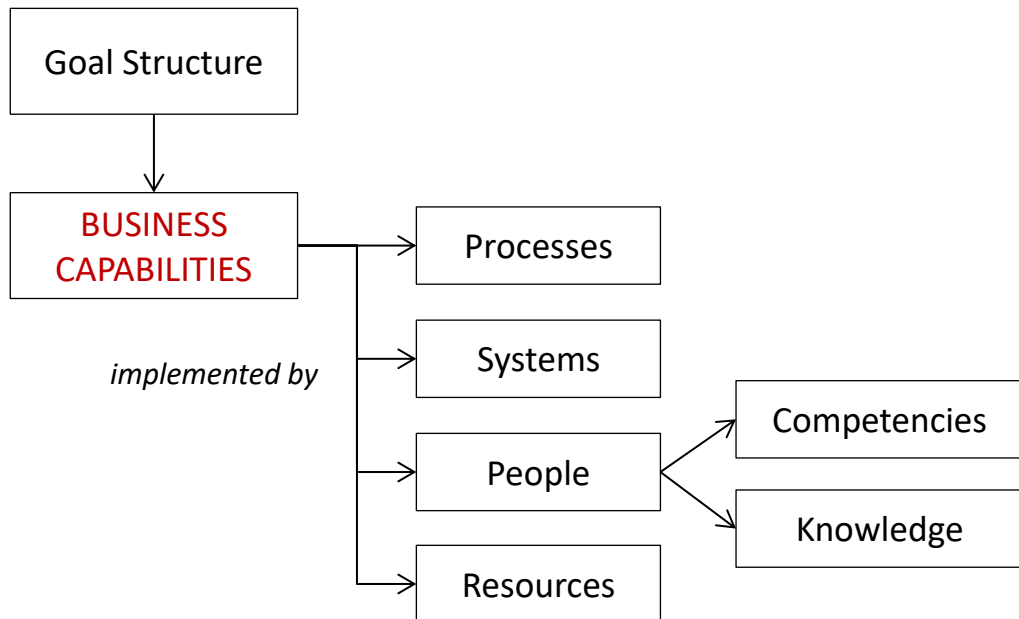 Goal Structure
BUSINESS
CAPABILITIES
Processes
implemented by
Systems
People
Competencies
Knowledge
Resources